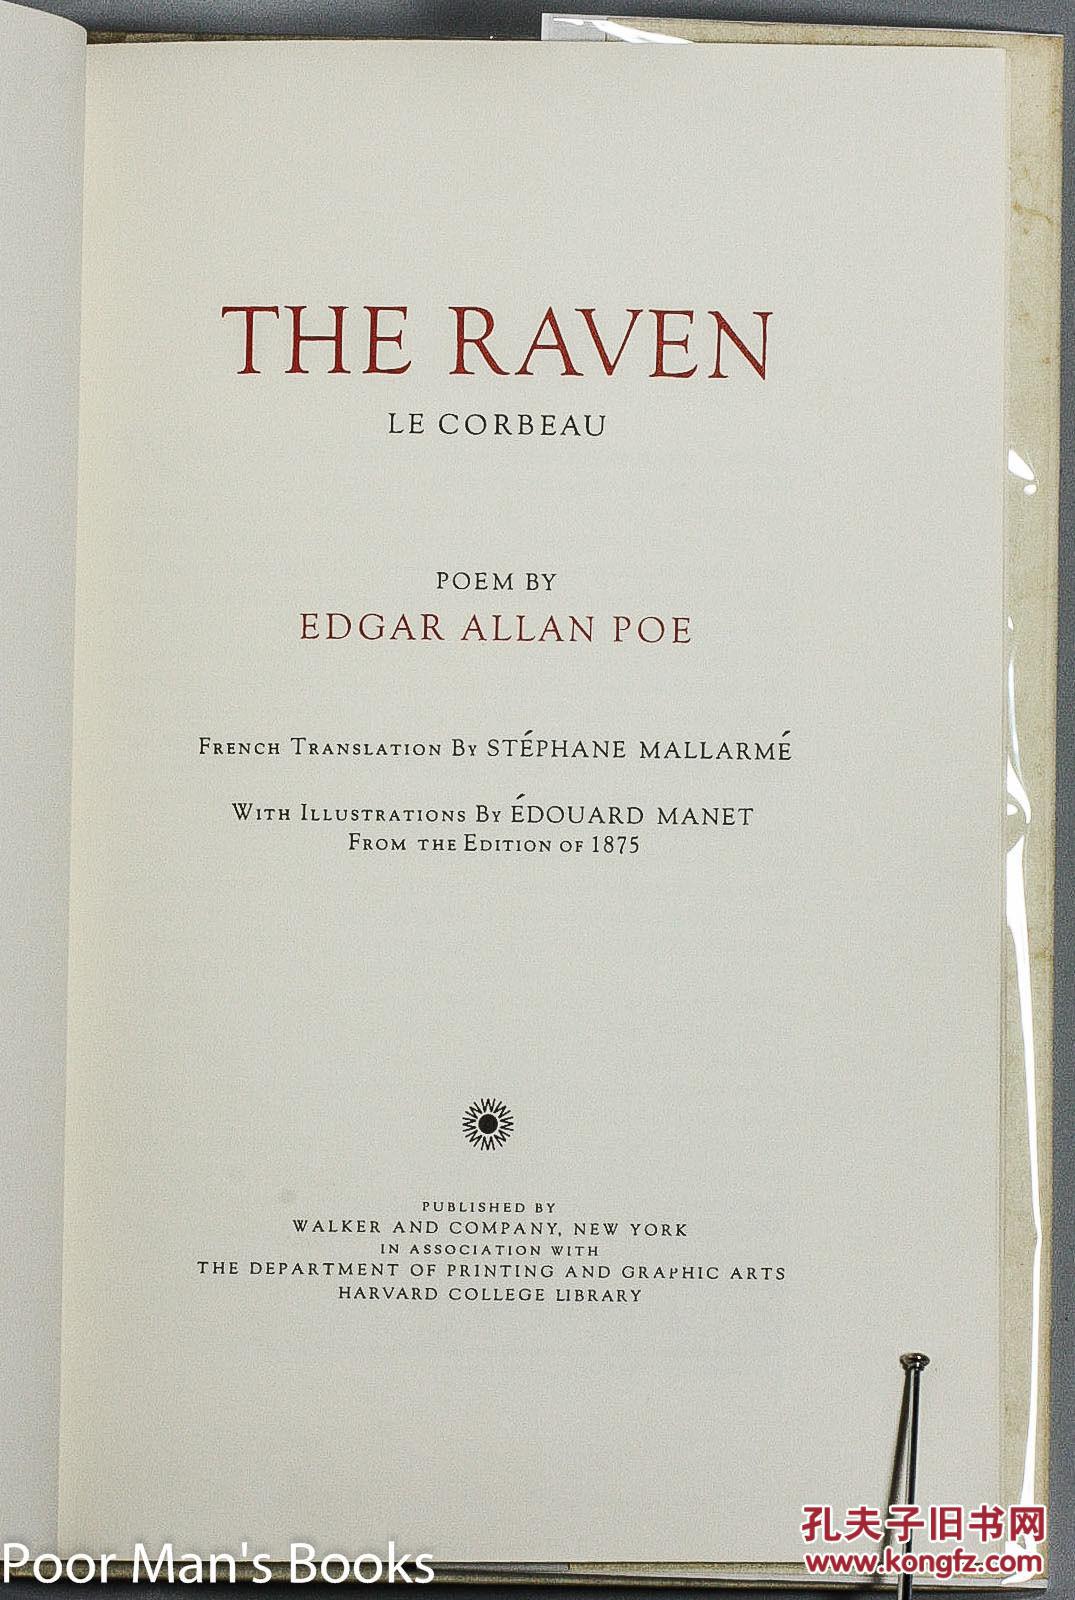 THE RAVEN
LE CORBEAU
POEM BY
EDGAR ALLAN POE
FRENCH TRANSLATION BY STÉPHANE MALLARMÉ
WITH ILLUSTRATIONS BY ÉDOUARD MANET
FROM THE EDITION OF 1875
PUBLISHED BY
WALKER AND COMPANY, NEW YORK
IN ASSOCIATION WITH
THE DEPARTMENT OF PRINTING AND GRAPHIC ARTS
HARVARD COLLEGE LIBRARY
Poor Man's Books
孔夫子旧书网
www.kongfz.com